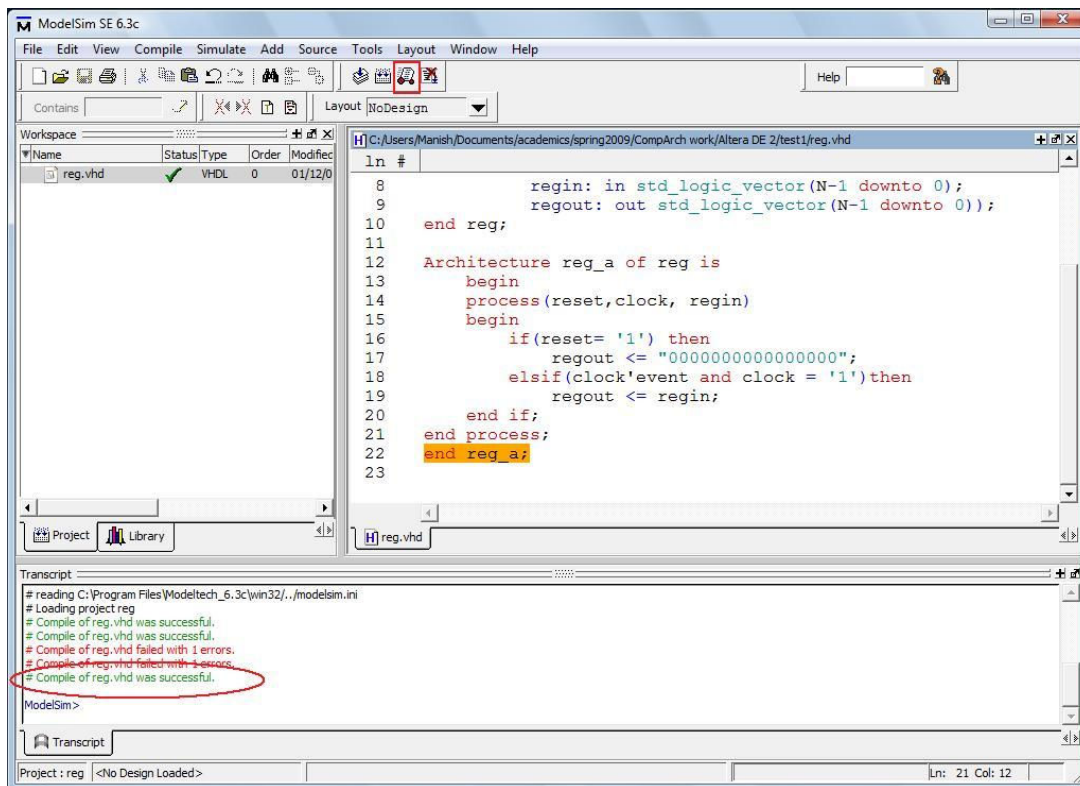 ModelSim SE 6.3c
File Edit View Compile Simulate Add Source Tools Layout Window Help
Help
Contains
Layout NoDesign
Workspace
Name Status Type Order Modified
reg.vhd VHDL 0 01/12/0
Project Library
C:/Users/Manish/Documents/academics/spring2009/CompArch work/Altera DE 2/test1/reg.vhd
ln #
8 regin: in std_logic_vector(N-1 downto 0);
9 regout: out std_logic_vector(N-1 downto 0));
10 end reg;
11
12 Architecture reg_a of reg is
13 begin
14 process(reset,clock, regin)
15 begin
16 if(reset= '1') then
17 regout <= "0000000000000000";
18 elsif(clock'event and clock = '1')then
19 regout <= regin;
20 end if;
21 end process;
22 end reg_a;
23
reg.vhd
Transcript
# reading C:\Program Files\Modeltech_6.3c\win32/../modelsim.ini
# Loading project reg
# Compile of reg.vhd was successful.
# Compile of reg.vhd was successful.
# Compile of reg.vhd failed with 1 errors.
# Compile of reg.vhd failed with 1 errors.
# Compile of reg.vhd was successful.
ModelSim>
Transcript
Project : reg <No Design Loaded> Ln: 21 Col: 12